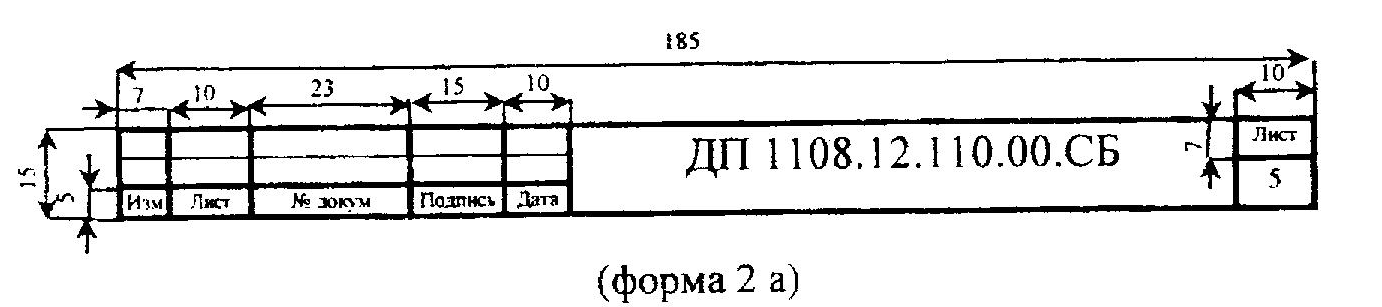 185
7 10 23 15 10 10
ДП 1108.12.110.00.СБ
7
Лист
15
5
5
Изм Лист № докум Подпись Дата
(форма 2 а)